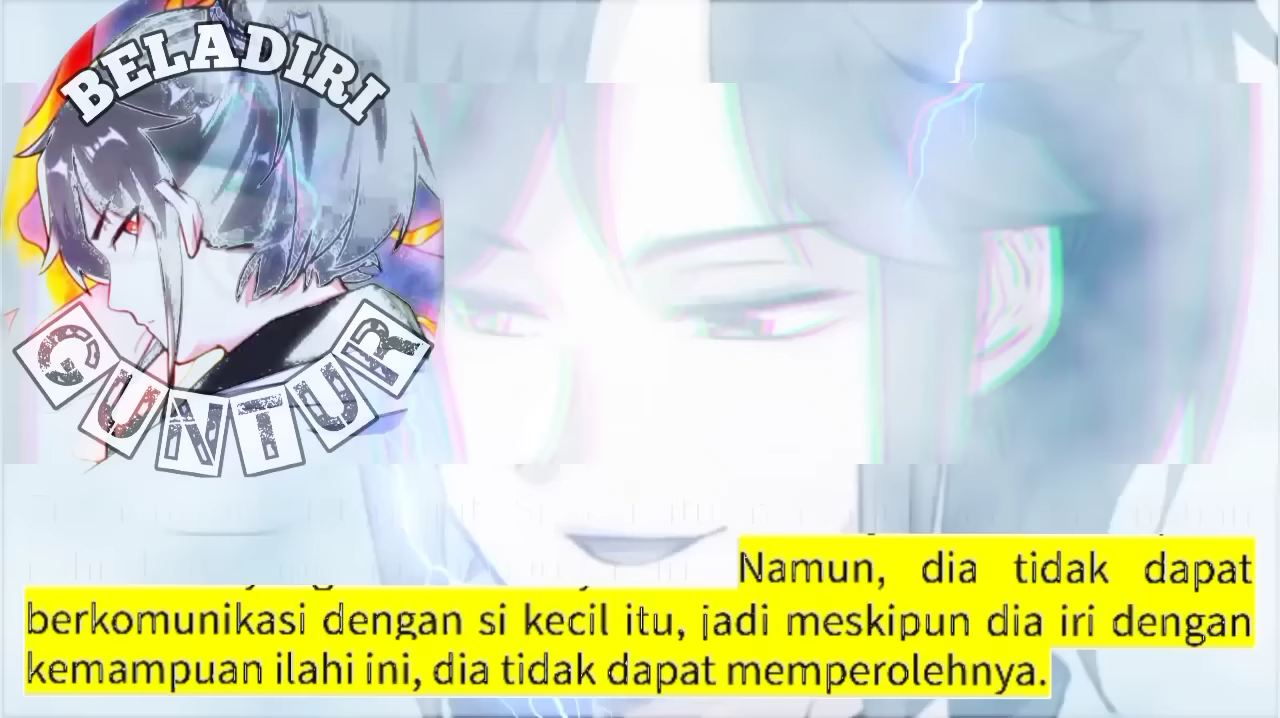 BELADIRI
GUNTUR
Namun, dia tidak dapat
berkomunikasi dengan si kecil itu, jadi meskipun dia iri dengan
kemampuan ilahi ini, dia tidak dapat memperolehnya.